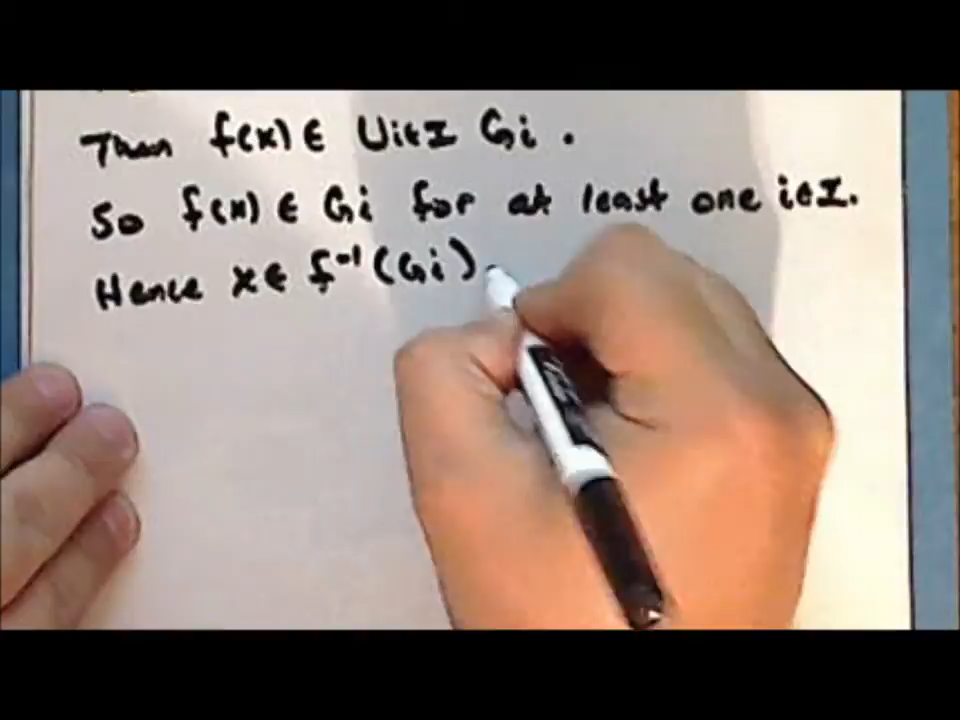 Then f(x) ∈ ∪i∈I Gi .
So f(x) ∈ Gi for at least one i∈I.
Hence x∈ f⁻¹(Gi).